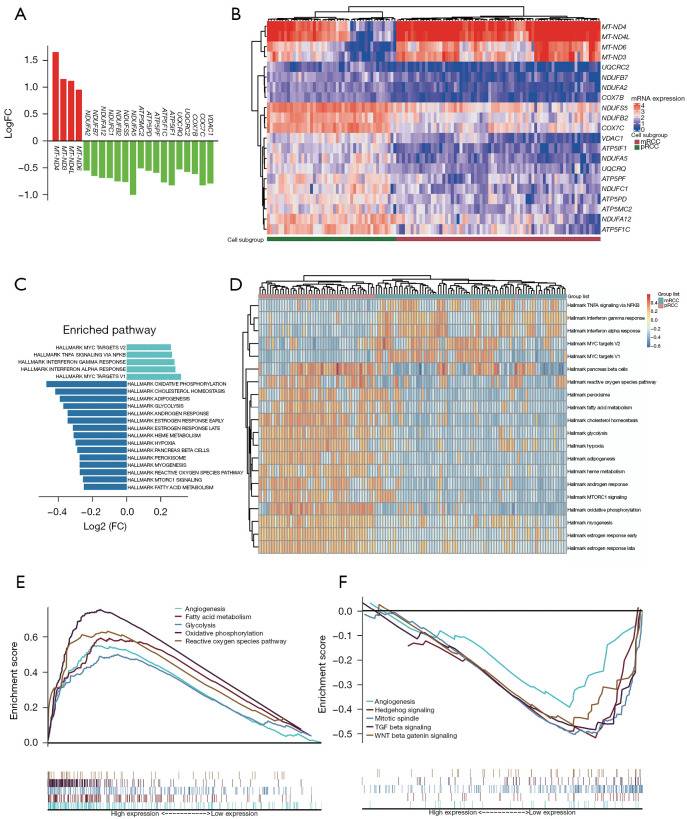 A
LogFC
1.5
1.0
0.5
0
−0.5
−1.0
MT-ND4
MT-ND3
MT-ND4L
MT-ND6
NDUFA2
NDUFB7
NDUFA12
NDUFC1
NDUFB2
NDUFS5
NDUFA5
ATP5MC2
ATP5PD
ATP5PF
ATP5F1C
ATP5IF1
UQCRQ
UQCRC2
COX7B
COX7C
VDAC1
B
MT-ND4
MT-ND4L
MT-ND6
MT-ND3
UQCRC2
NDUFB7
NDUFA2
COX7B
NDUFS5
NDUFB2
COX7C
VDAC1
ATP5IF1
NDUFA5
UQCRQ
ATP5PF
NDUFC1
ATP5PD
ATP5MC2
NDUFA12
ATP5F1C
Cell subgroup
mRNA expression
4
3
2
1
0
Cell subgroup
mRCC
pRCC
C
Enriched pathway
HALLMARK MYC TARGETS V2
HALLMARK TNFA SIGNALING VIA NFKB
HALLMARK INTERFERON GAMMA RESPONSE
HALLMARK INTERFERON ALPHA RESPONSE
HALLMARK MYC TARGETS V1
HALLMARK OXIDATIVE PHOSPHORYLATION
HALLMARK CHOLESTEROL HOMEOSTASIS
HALLMARK ADIPOGENESIS
HALLMARK GLYCOLYSIS
HALLMARK ANDROGEN RESPONSE
HALLMARK ESTROGEN RESPONSE EARLY
HALLMARK ESTROGEN RESPONSE LATE
HALLMARK HEME METABOLISM
HALLMARK HYPOXIA
HALLMARK PANCREAS BETA CELLS
HALLMARK PEROXISOME
HALLMARK MYOGENESIS
HALLMARK REACTIVE OXYGEN SPECIES PATHWAY
HALLMARK MTORC1 SIGNALING
HALLMARK FATTY ACID METABOLISM
−0.4 −0.2 0.0 0.2
Log2 (FC)
D
Group list
Hallmark TNFA signaling via NFKB
Hallmark interferon gamma response
Hallmark interferon alpha response
Hallmark MYC targets V2
Hallmark MYC targets V1
Hallmark pancreas beta cells
Hallmark reactive oxygen species pathway
Hallmark peroxisome
Hallmark fatty acid metabolism
Hallmark cholesterol homeostasis
Hallmark glycolysis
Hallmark hypoxia
Hallmark adipogenesis
Hallmark heme metabolism
Hallmark androgen response
Hallmark MTORC1 signaling
Hallmark oxidative phosphorylation
Hallmark myogenesis
Hallmark estrogen response early
Hallmark estrogen response late
Group list
mRCC
pRCC
0.4
0.2
0.0
−0.2
−0.4
−0.6
E
Enrichment score
0.6
0.4
0.2
0.0
Angiogenesis
Fatty acid metabolism
Glycolysis
Oxidative phosphorylation
Reactive oxygen species pathway
High expression <------------> Low expression
F
Enrichment score
0.0
−0.1
−0.2
−0.3
−0.4
−0.5
Angiogenesis
Hedgehog signaling
Mitotic spindle
TGF beta signaling
WNT beta gatenin signaling
High expression <------------> Low expression